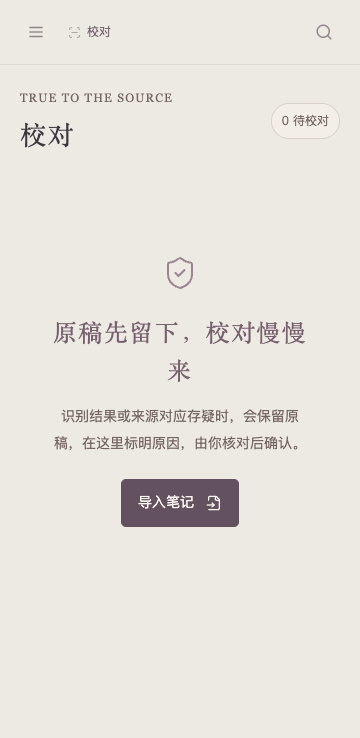 校对
TRUE TO THE SOURCE
校对
0 待校对
原稿先留下，校对慢慢
来
识别结果或来源对应存疑时，会保留原
稿，在这里标明原因，由你核对后确认。
导入笔记